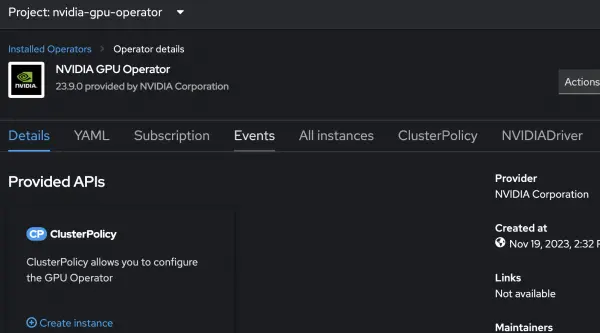 Project: nvidia-gpu-operator
Installed Operators > Operator details
NVIDIA.
NVIDIA GPU Operator
23.9.0 provided by NVIDIA Corporation
Actions
Details YAML Subscription Events All instances ClusterPolicy NVIDIADriver
Provided APIs
CP ClusterPolicy
ClusterPolicy allows you to configure
the GPU Operator
Create instance
Provider
NVIDIA Corporation
Created at
Nov 19, 2023, 2:32 P
Links
Not available
Maintainers